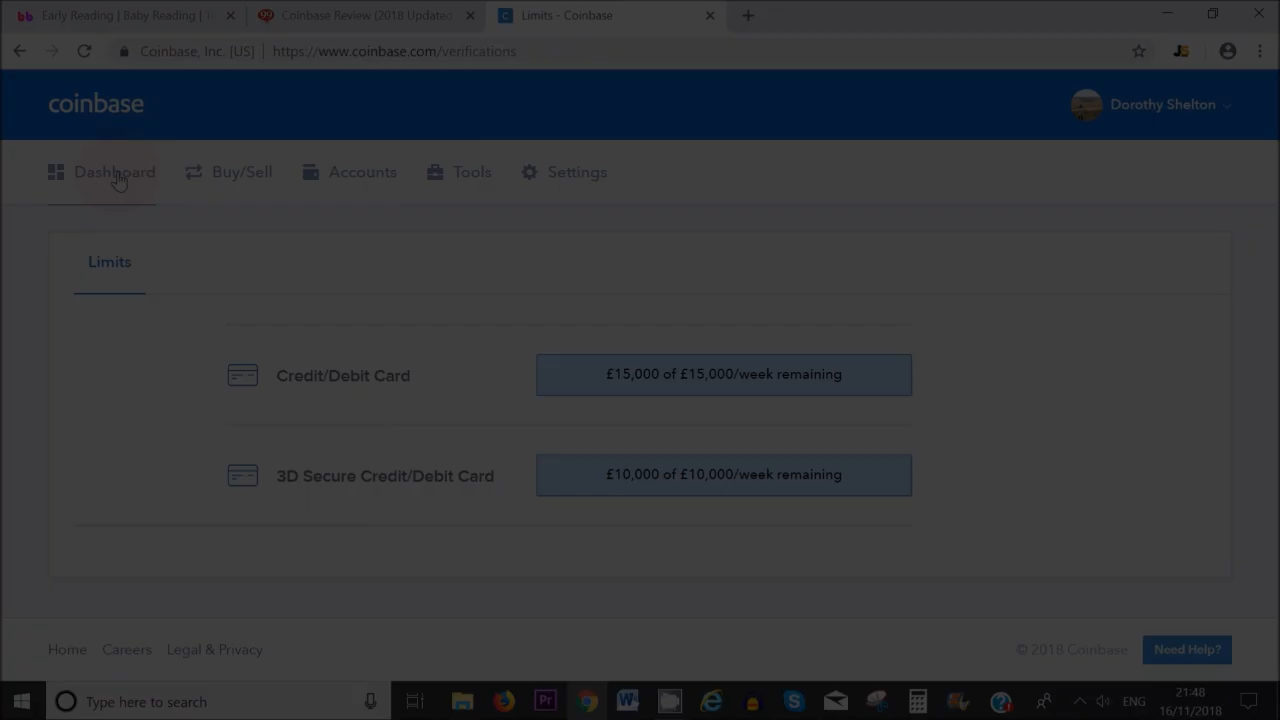 Early Reading | Baby Reading |
Coinbase Review (2018 Updated
Limits - Coinbase
Coinbase, Inc. [US]
https://www.coinbase.com/verifications
coinbase
Dorothy Shelton
Dashboard
Buy/Sell
Accounts
Tools
Settings
Limits
Credit/Debit Card
£15,000 of £15,000/week remaining
3D Secure Credit/Debit Card
£10,000 of £10,000/week remaining
Home
Careers
Legal & Privacy
© 2018 Coinbase
Need Help?
Type here to search
ENG
21:48
16/11/2018